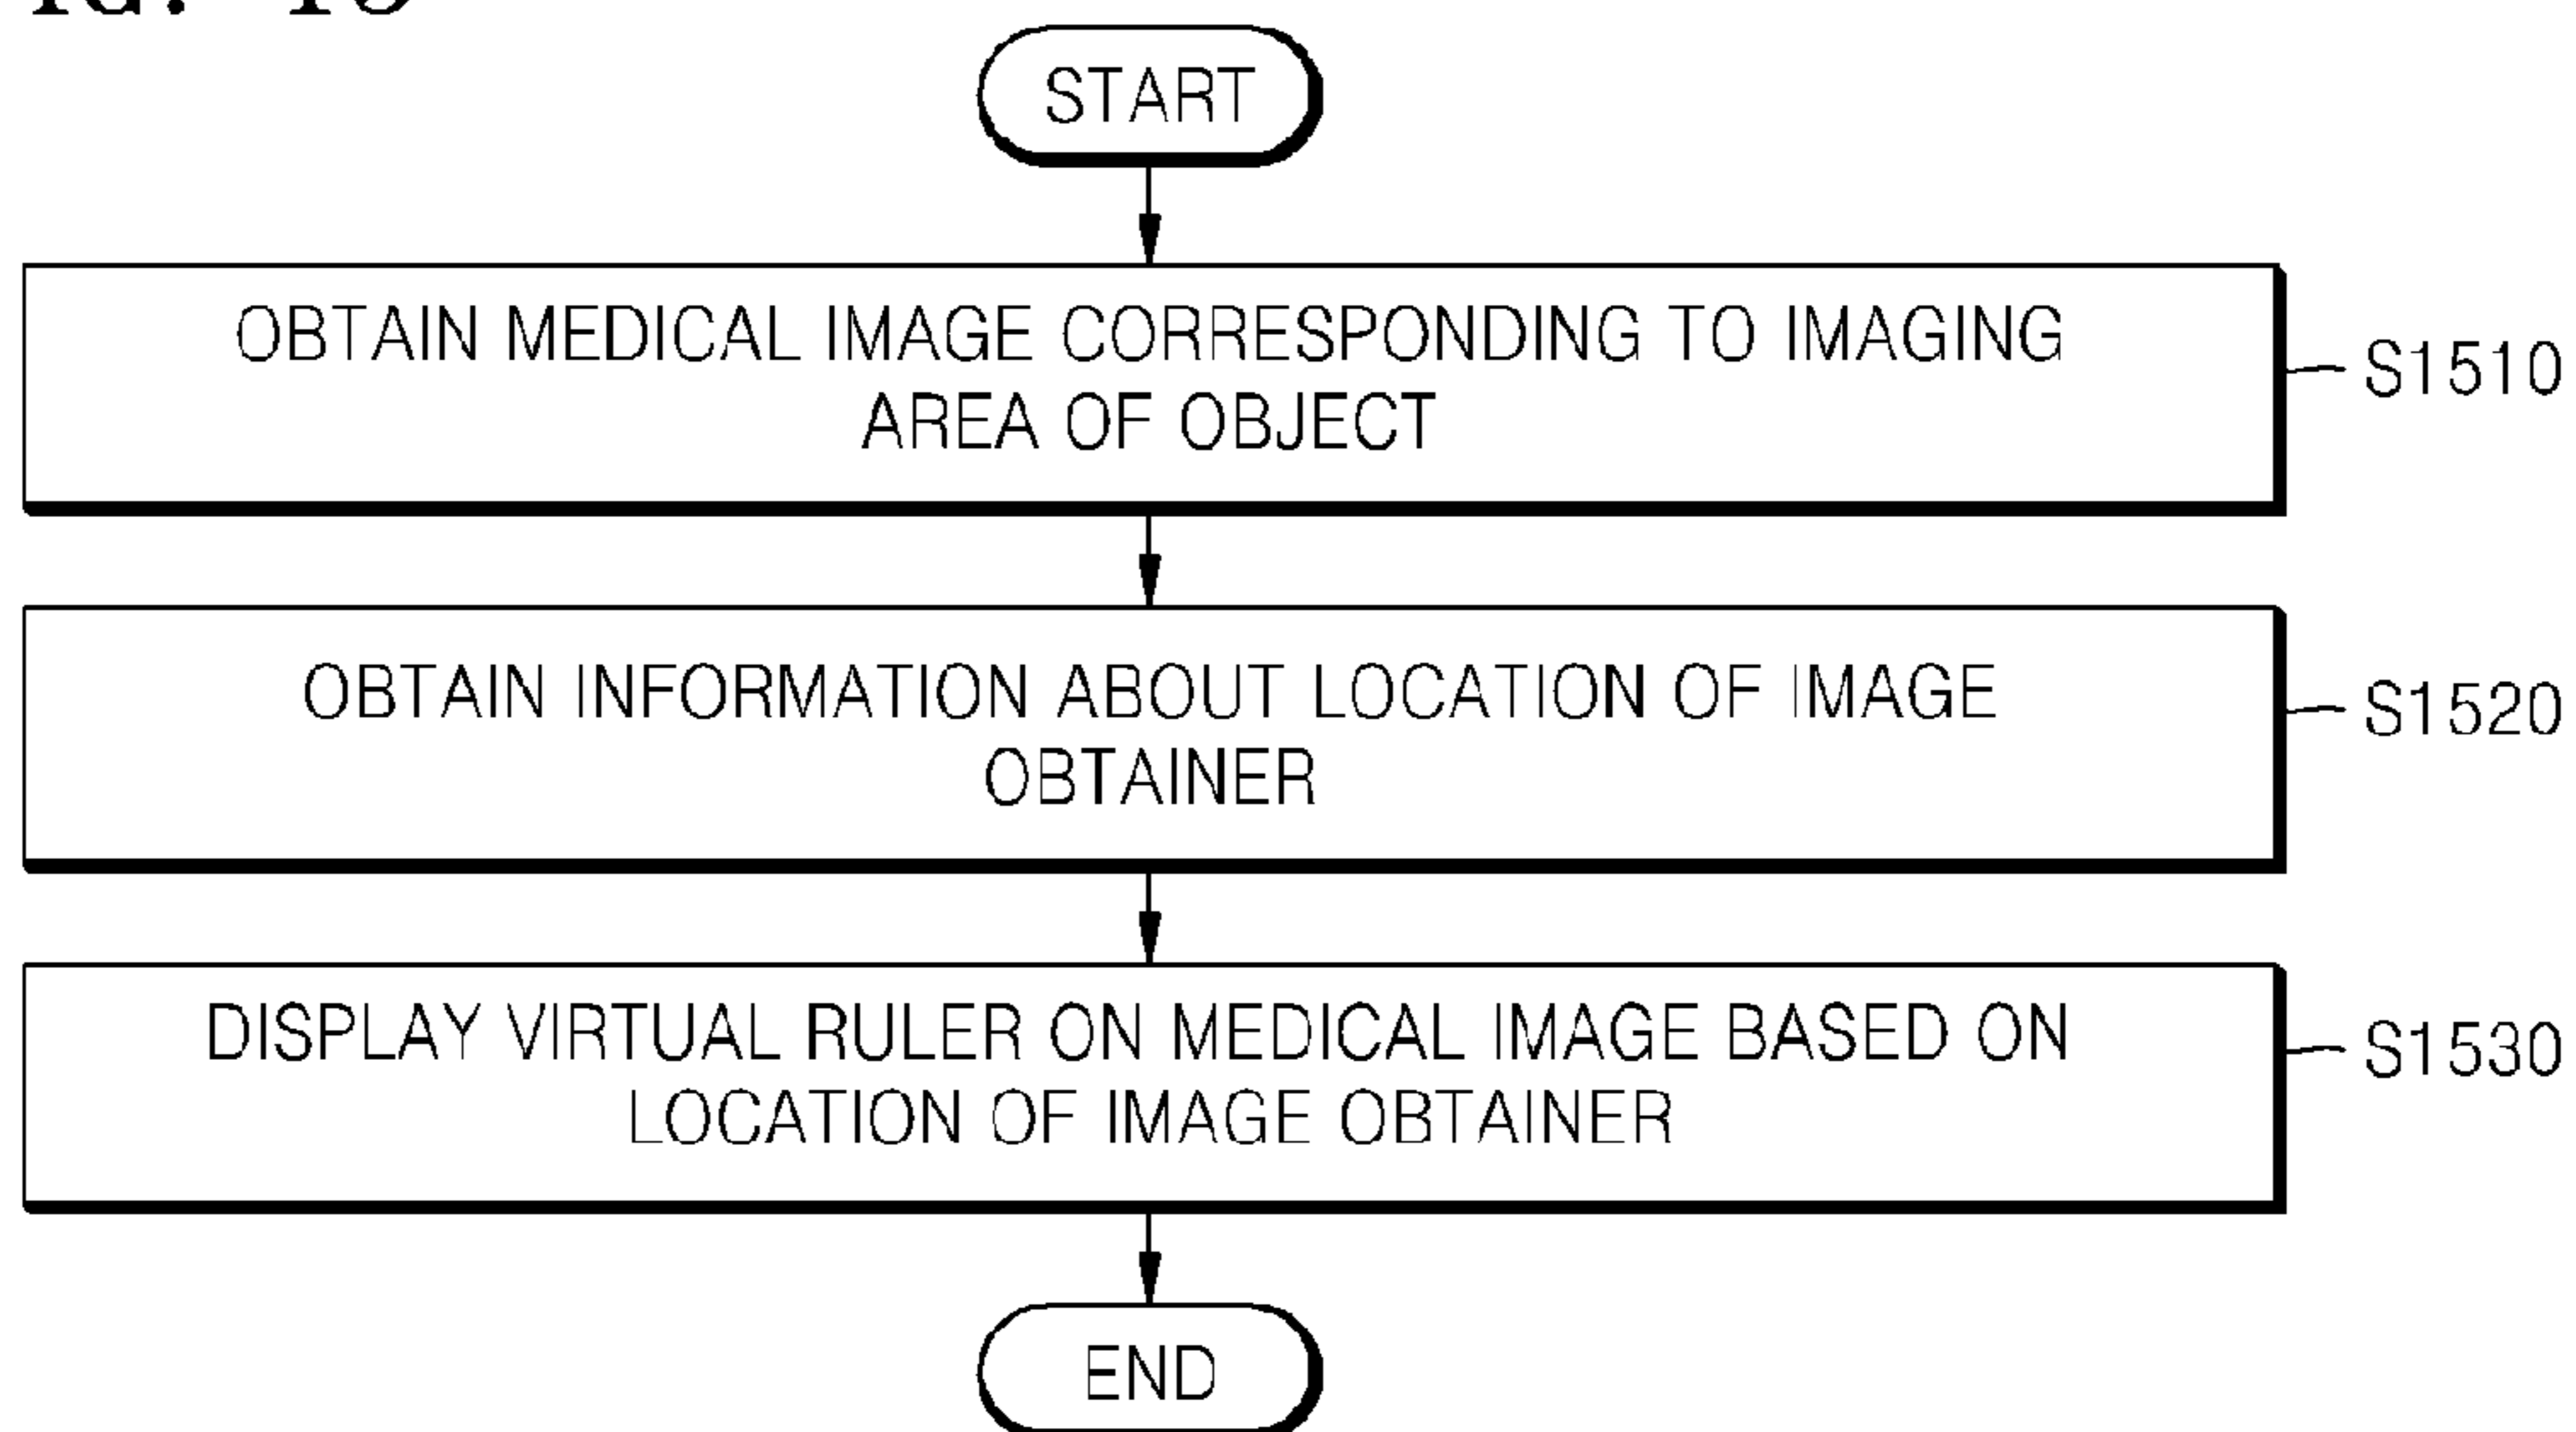 START
OBTAIN MEDICAL IMAGE CORRESPONDING TO IMAGING
AREA OF OBJECT
S1510
OBTAIN INFORMATION ABOUT LOCATION OF IMAGE
OBTAINER
S1520
DISPLAY VIRTUAL RULER ON MEDICAL IMAGE BASED ON
LOCATION OF IMAGE OBTAINER
S1530
END